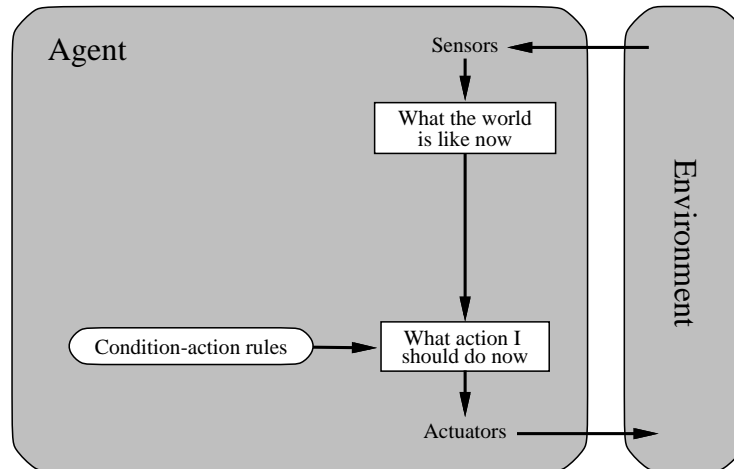 Agent
Sensors
What the world
is like now
Environment
Condition-action rules
What action I
should do now
Actuators